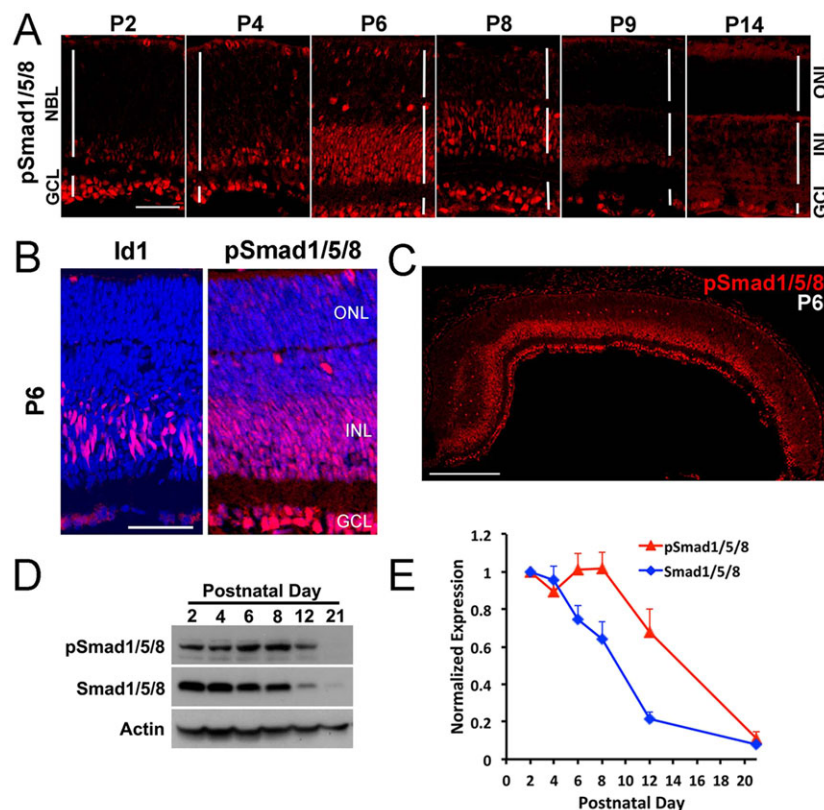 A
P2 P4 P6 P8 P9 P14
pSmad1/5/8
NBL
GCL
ONL
INL
GCL
B
Id1 pSmad1/5/8
P6
ONL
INL
GCL
C
pSmad1/5/8
P6
D
Postnatal Day
2 4 6 8 12 21
pSmad1/5/8
Smad1/5/8
Actin
E
Normalized Expression
1.2
1
0.8
0.6
0.4
0.2
0
pSmad1/5/8
Smad1/5/8
0 2 4 6 8 10 12 14 16 18 20
Postnatal Day